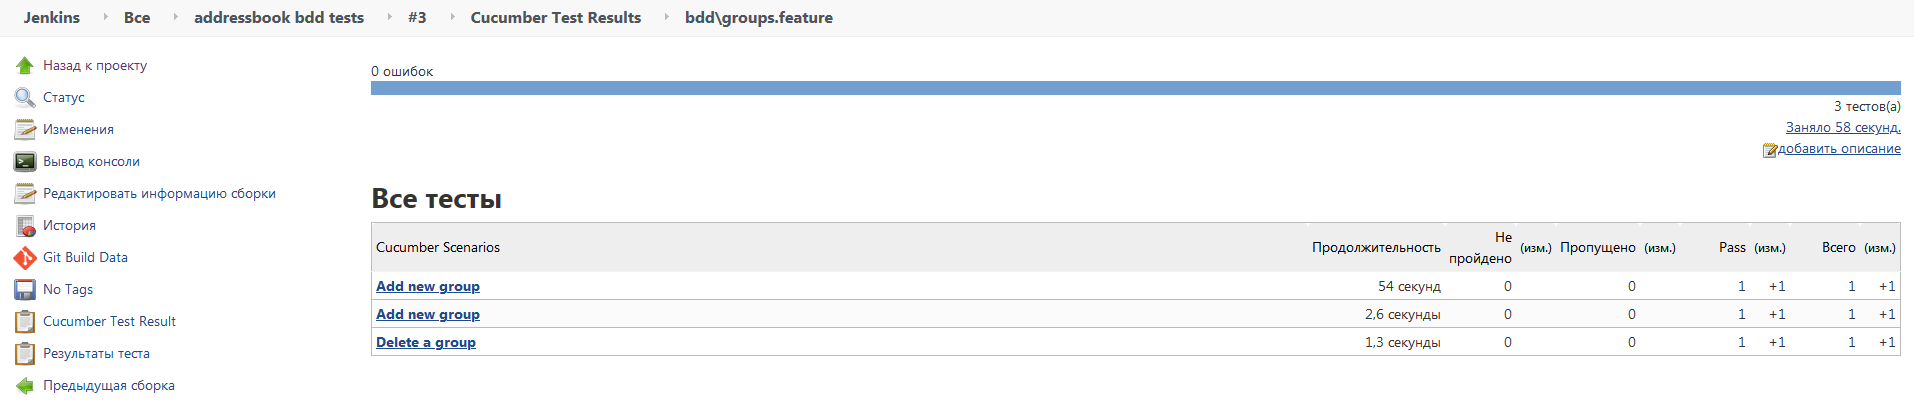 Jenkins Все addressbook bdd tests #3 Cucumber Test Results bdd\groups.feature
Назад к проекту
Статус
Изменения
Вывод консоли
Редактировать информацию сборки
История
Git Build Data
No Tags
Cucumber Test Result
Результаты теста
Предыдущая сборка
0 ошибок
3 тестов(а)
Заняло 58 секунд.
добавить описание
Все тесты
Cucumber Scenarios Продолжительность Не пройдено (изм.) Пропущено (изм.) Pass (изм.) Всего (изм.)
Add new group 54 секунд 0 0 1 +1 1 +1
Add new group 2,6 секунды 0 0 1 +1 1 +1
Delete a group 1,3 секунды 0 0 1 +1 1 +1